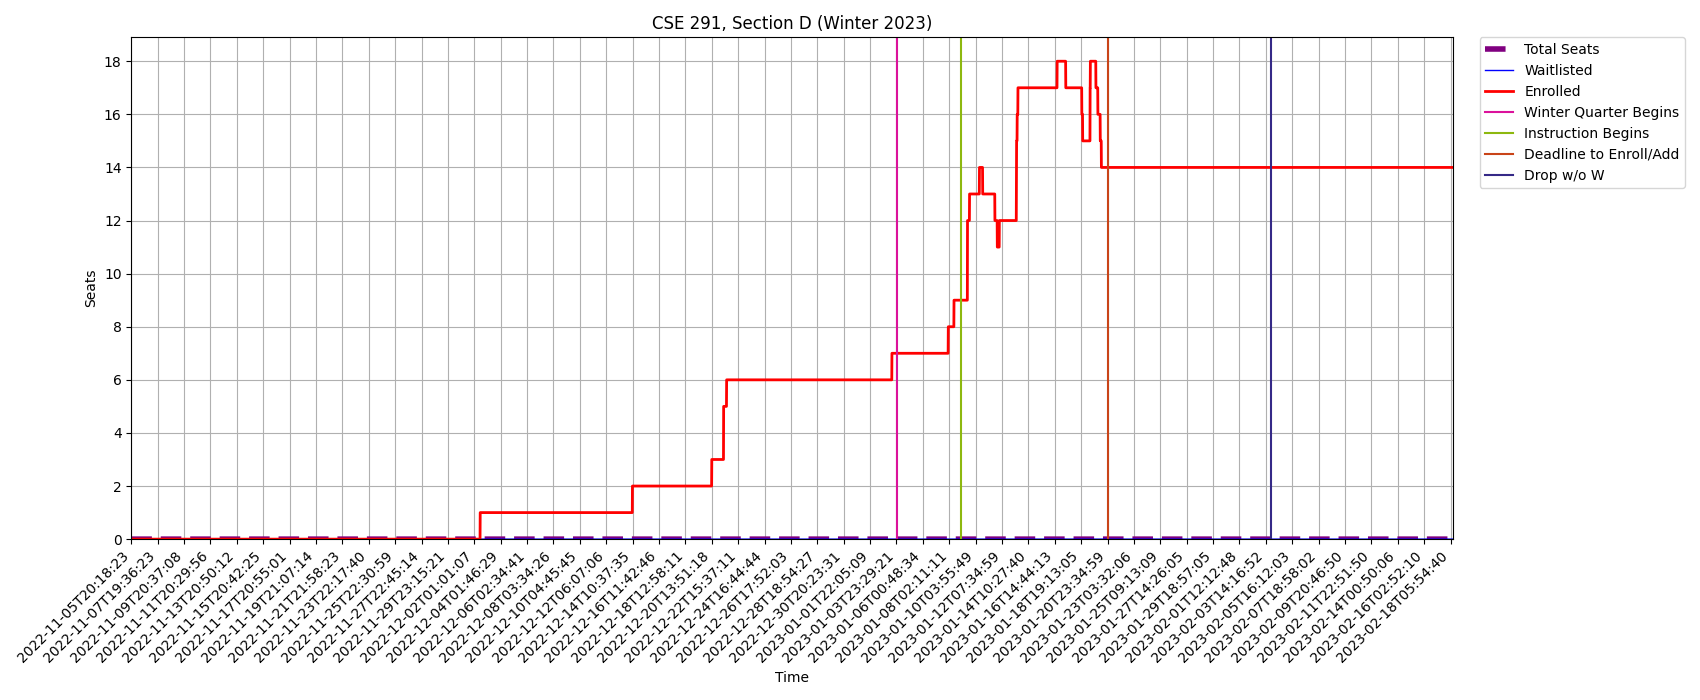 CSE 291, Section D (Winter 2023)
Total Seats
Waitlisted
Enrolled
Winter Quarter Begins
Instruction Begins
Deadline to Enroll/Add
Drop w/o W
Seats
18
16
14
12
10
8
6
4
2
0
2022-11-05T20:18:23
2022-11-07T19:36:23
2022-11-09T20:37:08
2022-11-11T20:29:56
2022-11-13T20:50:12
2022-11-15T20:42:25
2022-11-17T20:55:01
2022-11-19T21:07:14
2022-11-21T21:58:23
2022-11-23T22:17:40
2022-11-25T22:30:59
2022-11-27T22:45:14
2022-11-29T23:15:21
2022-12-02T01:01:07
2022-12-04T01:46:29
2022-12-06T02:34:41
2022-12-08T03:34:26
2022-12-10T04:45:45
2022-12-12T06:07:06
2022-12-14T10:37:35
2022-12-16T11:42:46
2022-12-18T12:58:11
2022-12-20T13:51:18
2022-12-22T15:37:11
2022-12-24T16:44:44
2022-12-26T17:52:03
2022-12-28T18:54:27
2022-12-30T20:23:31
2023-01-01T22:05:09
2023-01-03T23:29:21
2023-01-06T00:48:34
2023-01-08T02:11:11
2023-01-10T03:55:49
2023-01-12T07:34:59
2023-01-14T10:27:40
2023-01-16T14:44:13
2023-01-18T19:13:05
2023-01-20T23:34:59
2023-01-23T03:32:06
2023-01-25T09:13:09
2023-01-27T14:26:05
2023-01-29T18:57:05
2023-02-01T12:12:48
2023-02-03T14:16:52
2023-02-05T16:12:03
2023-02-07T18:58:02
2023-02-09T20:46:50
2023-02-11T22:51:50
2023-02-14T00:50:06
2023-02-16T02:52:10
2023-02-18T05:54:40
Time